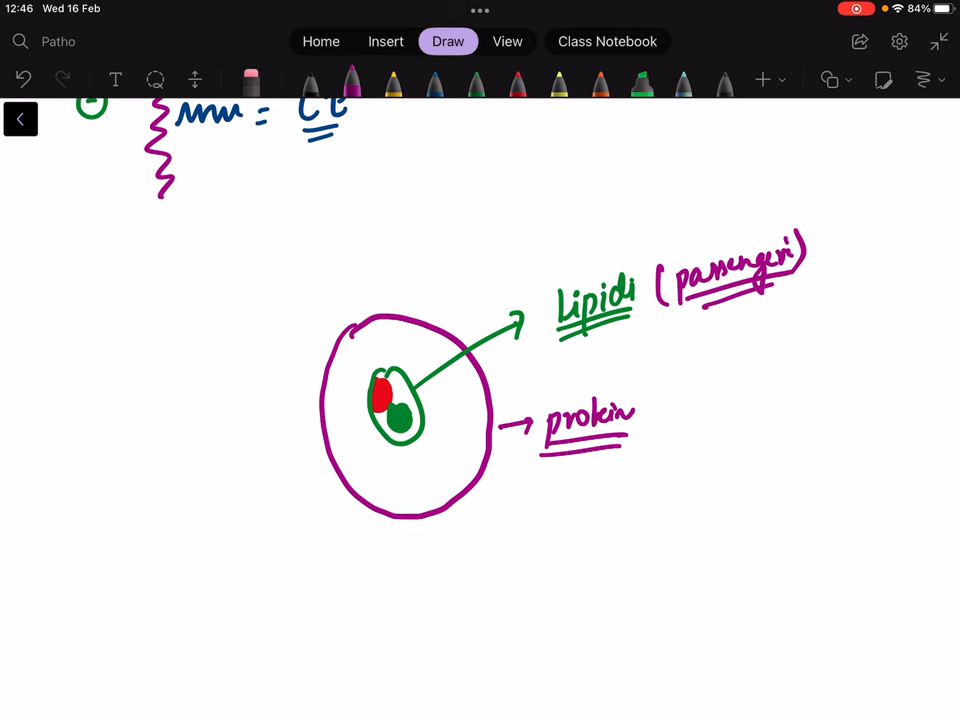 12:46 Wed 16 Feb 84%
Patho Home Insert Draw View Class Notebook
Lipids (passengers)
protein